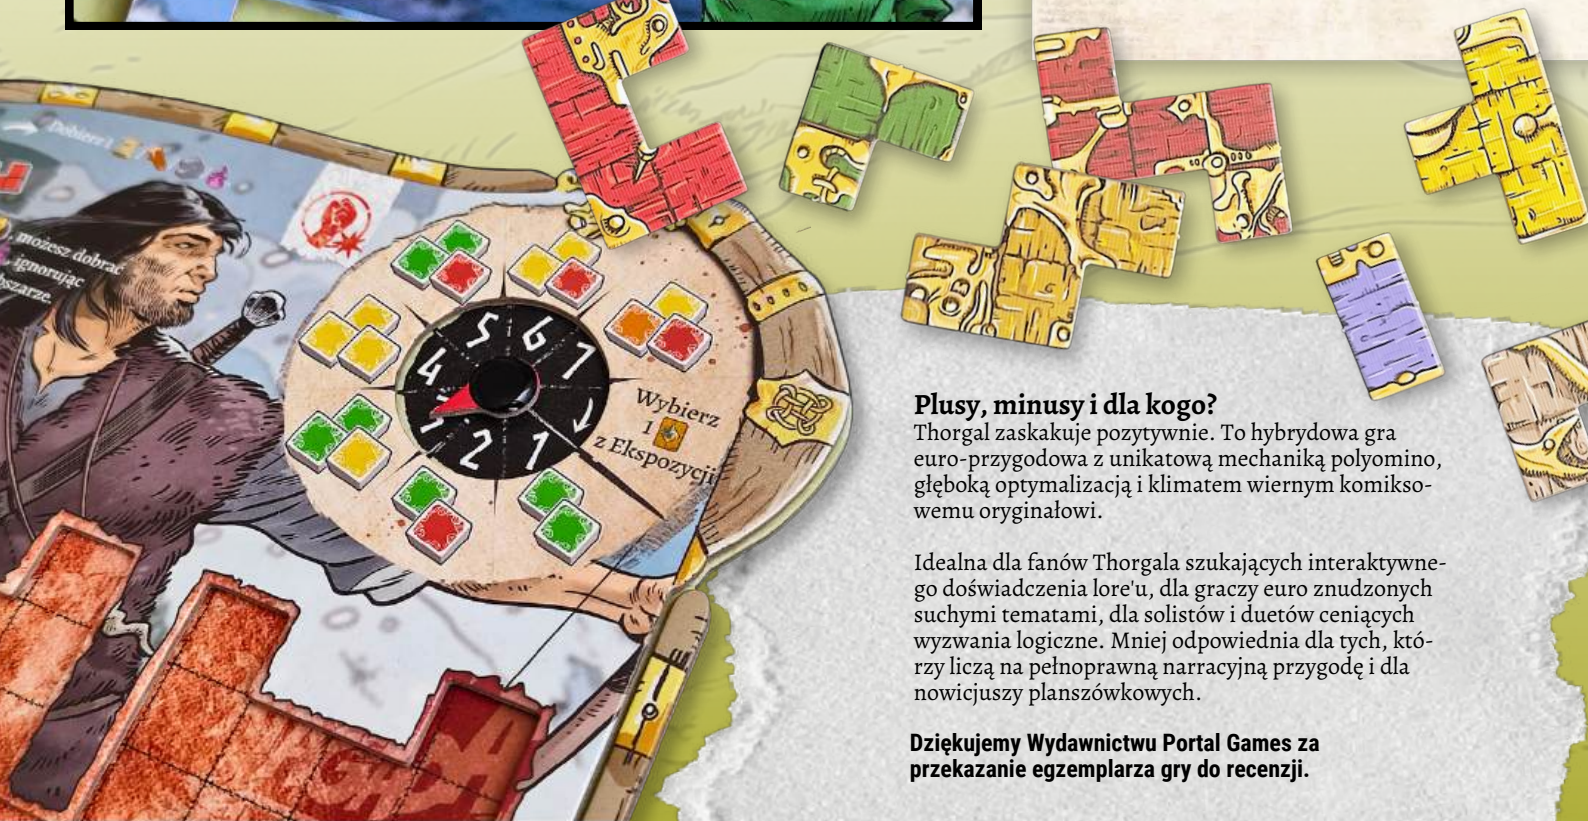 Dobierz 1
możesz dobrać
ignorując
obszarze.
5 6 7
4
2 1
Wybierz
1
z Ekspozycji
Plusy, minusy i dla kogo?
Thorgal zaskakuje pozytywnie. To hybrydowa gra
euro-przygodowa z unikatową mechaniką polyomino,
głęboką optymalizacją i klimatem wiernym komikso-
wemu oryginałowi.
Idealna dla fanów Thorgala szukających interaktywne-
go doświadczenia lore'u, dla graczy euro znudzonych
suchymi tematami, dla solistów i duetów ceniących
wyzwania logiczne. Mniej odpowiednia dla tych, któ-
rzy liczą na pełnoprawną narracyjną przygodę i dla
nowicjuszy planszówkowych.
Dziękujemy Wydawnictwu Portal Games za
przekazanie egzemplarza gry do recenzji.